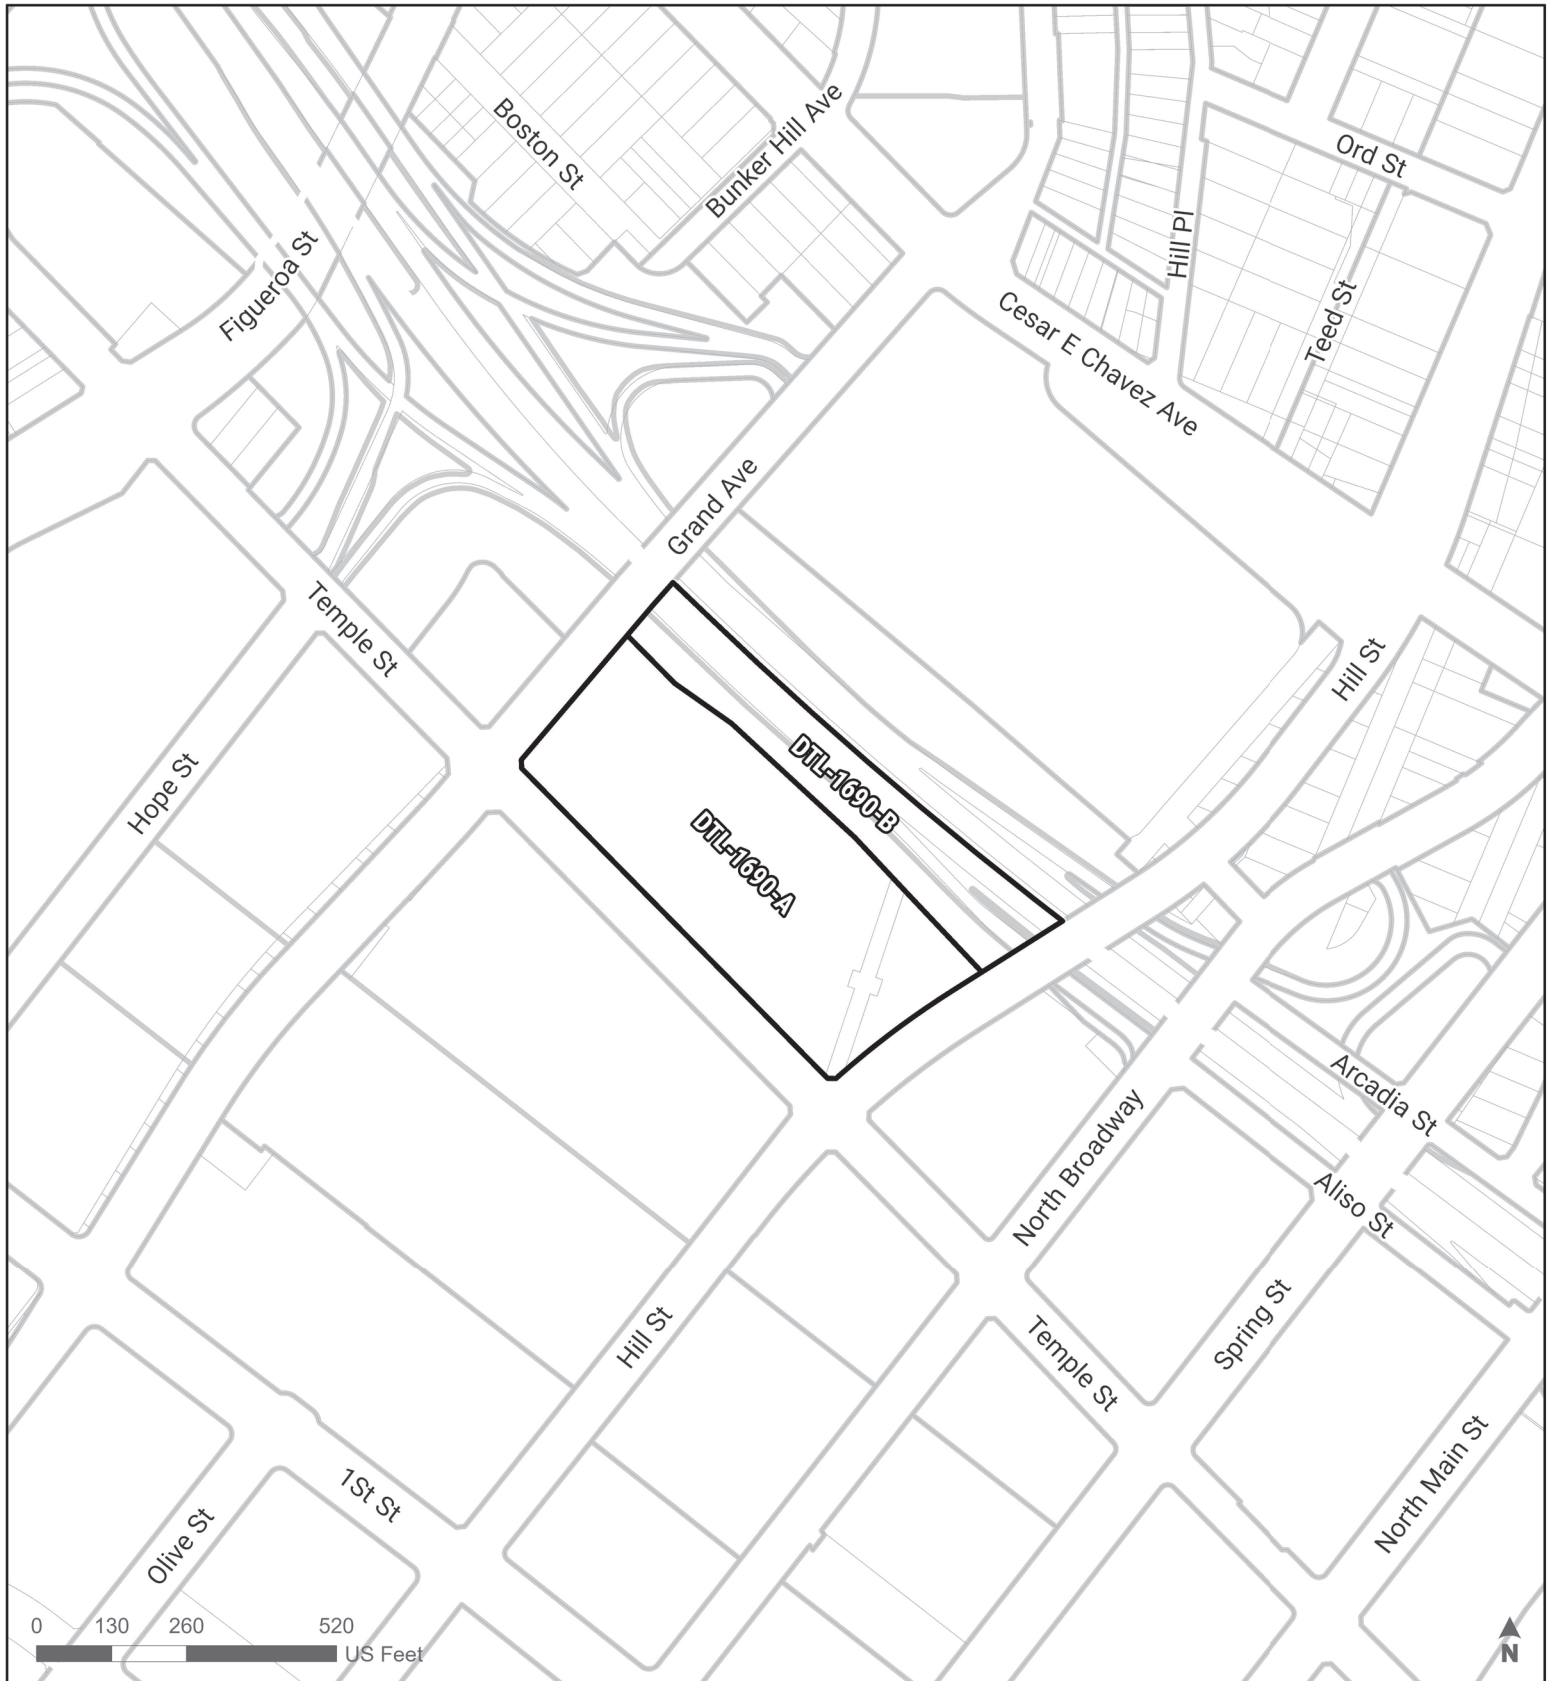 Boston St
Bunker Hill Ave
Ord St
Hill Pl
Figueroa St
Teed St
Cesar E Chavez Ave
Grand Ave
Temple St
Hill St
Hope St
DTL-1690-B
DTL-1690-A
Arcadia St
North Broadway
Aliso St
Spring St
Hill St
Temple St
North Main St
1St St
Olive St
0 130 260 520
US Feet
N